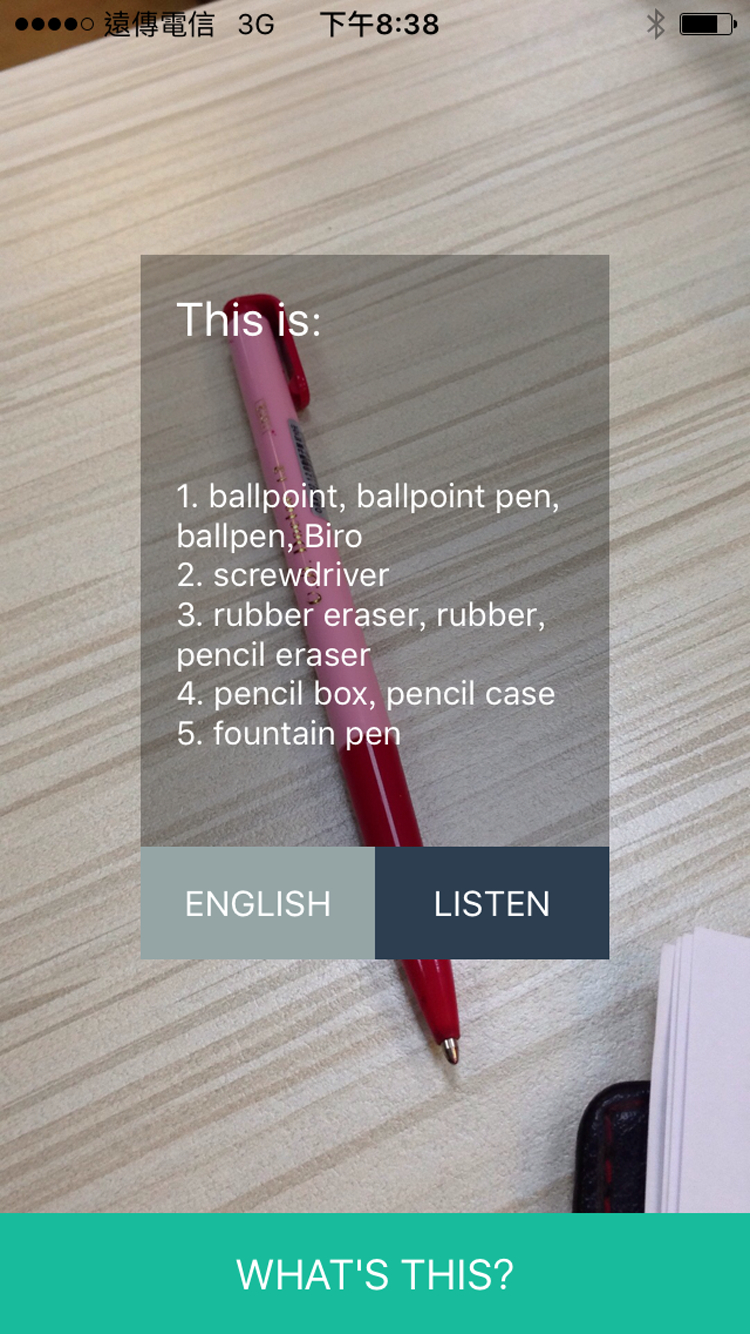 遠傳電信 3G 下午8:38
This is:
1. ballpoint, ballpoint pen,
ballpen, Biro
2. screwdriver
3. rubber eraser, rubber,
pencil eraser
4. pencil box, pencil case
5. fountain pen
ENGLISH LISTEN
WHAT'S THIS?